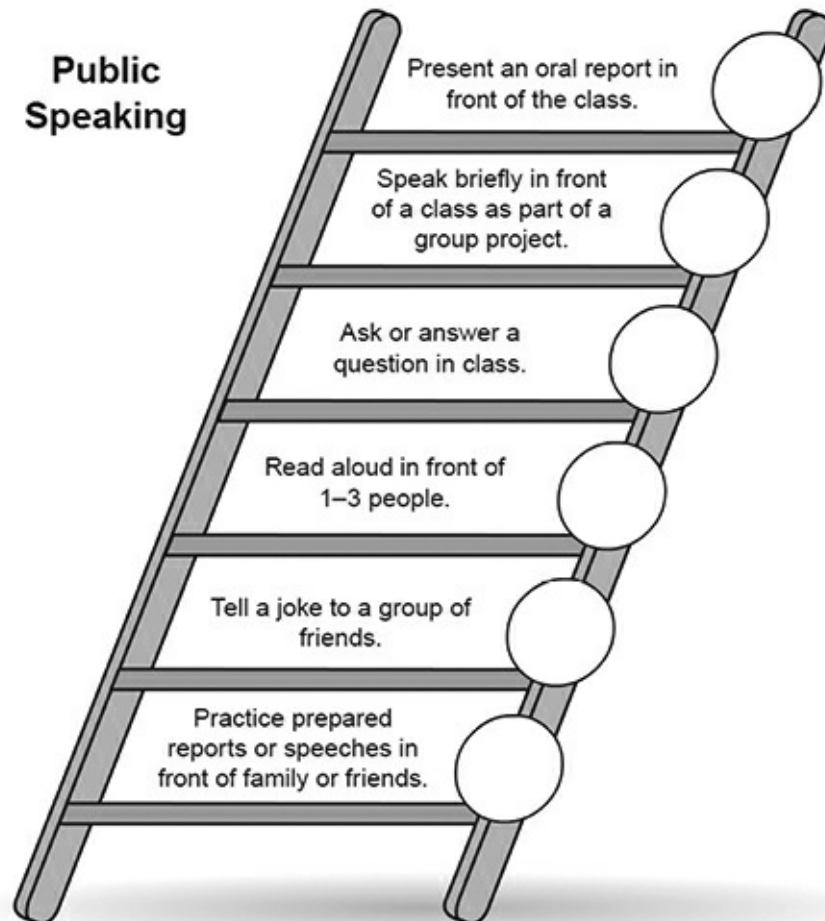 Public
Speaking
Present an oral report in
front of the class.
Speak briefly in front
of a class as part of a
group project.
Ask or answer a
question in class.
Read aloud in front of
1–3 people.
Tell a joke to a group of
friends.
Practice prepared
reports or speeches in
front of family or friends.